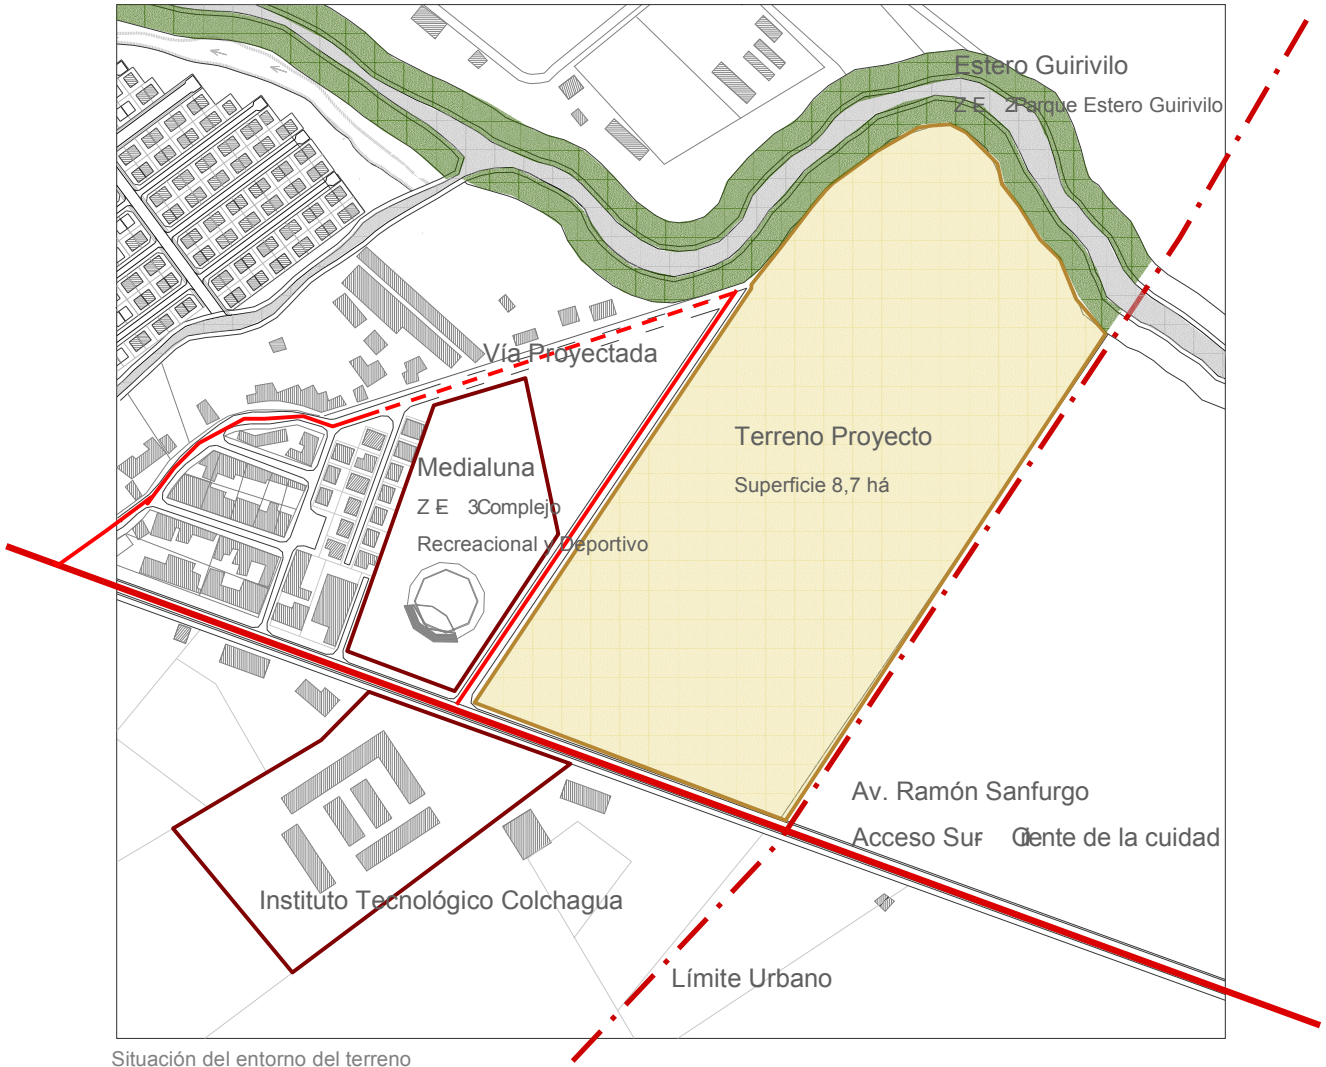 Estero Guirivilo
Z E 2 Parque Estero Guirivilo
Vía Proyectada
Terreno Proyecto
Superficie 8,7 há
Medialuna
Z E 3 Complejo
Recreacional y Deportivo
Av. Ramón Sanfurgo
Acceso Sur Oriente de la cuidad
Instituto Tecnológico Colchagua
Límite Urbano
Situación del entorno del terreno